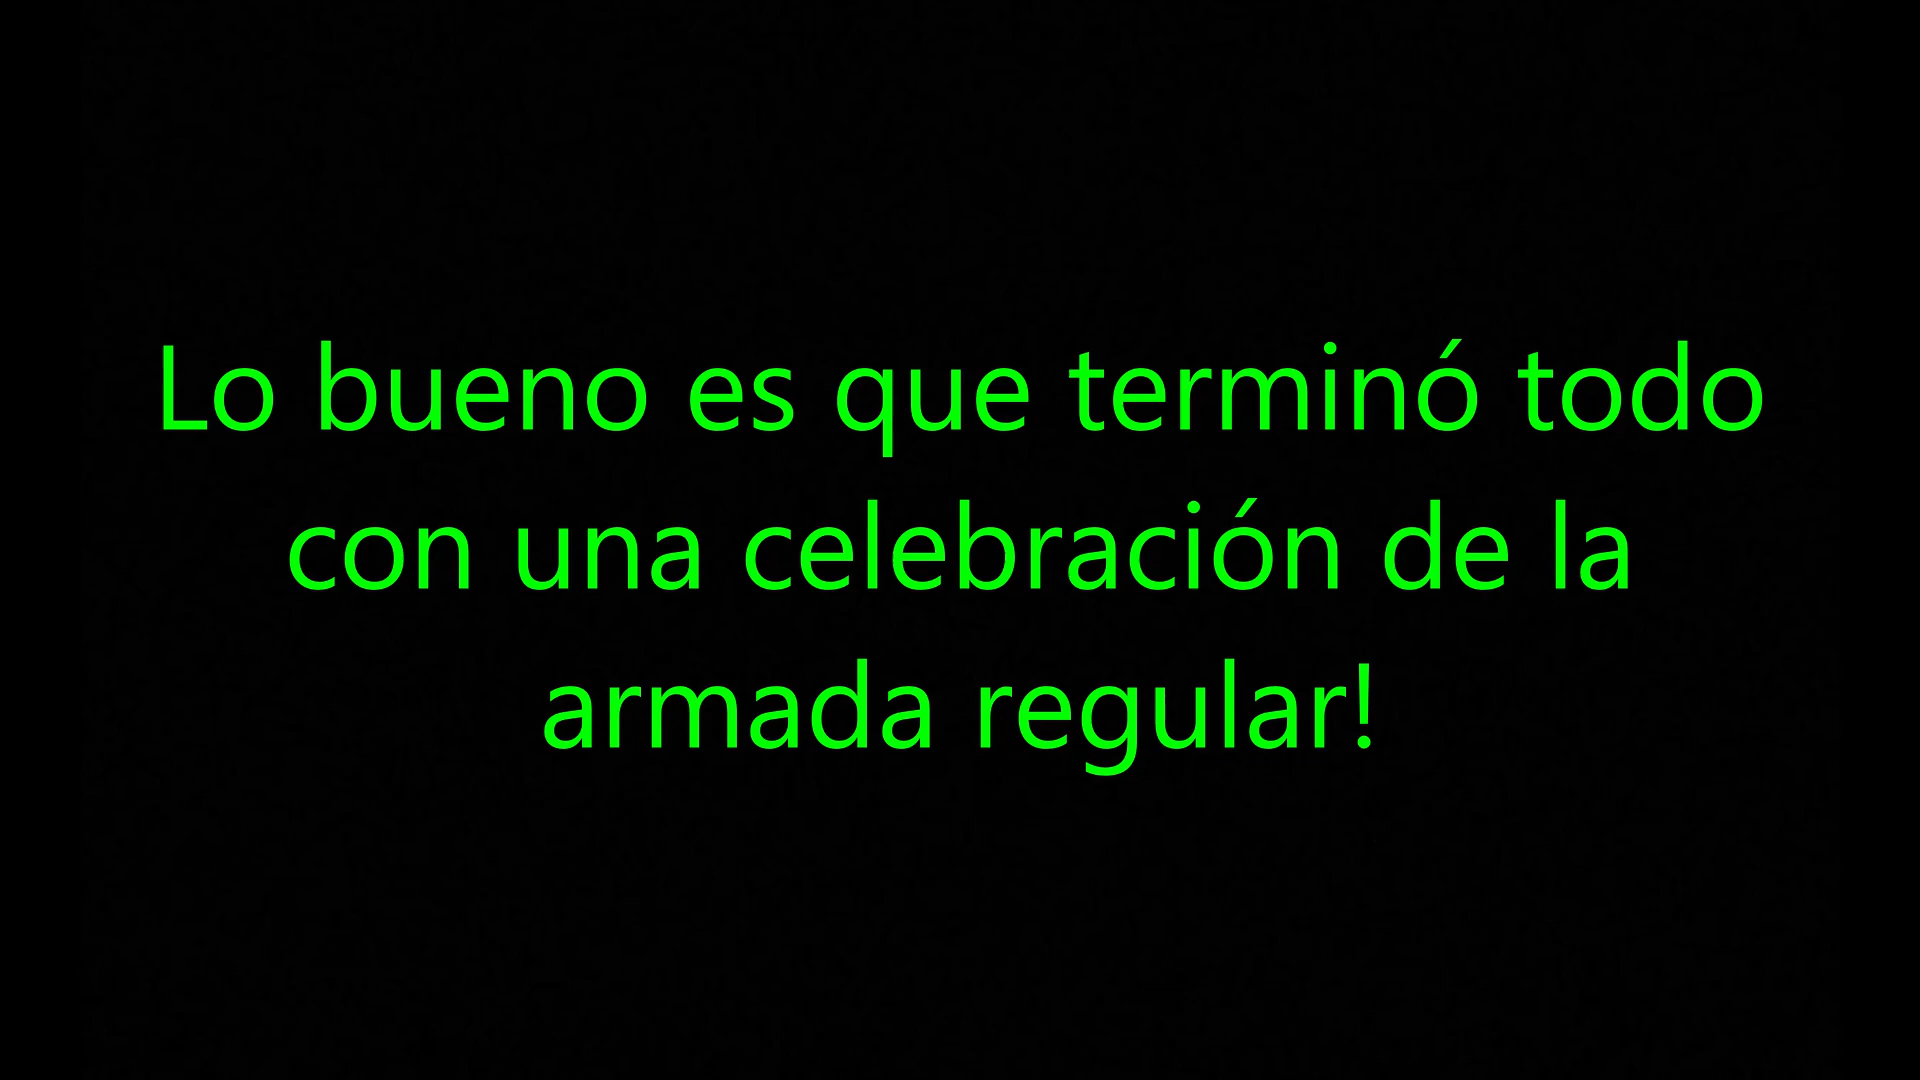 Lo bueno es que terminó todo
con una celebración de la
armada regular!